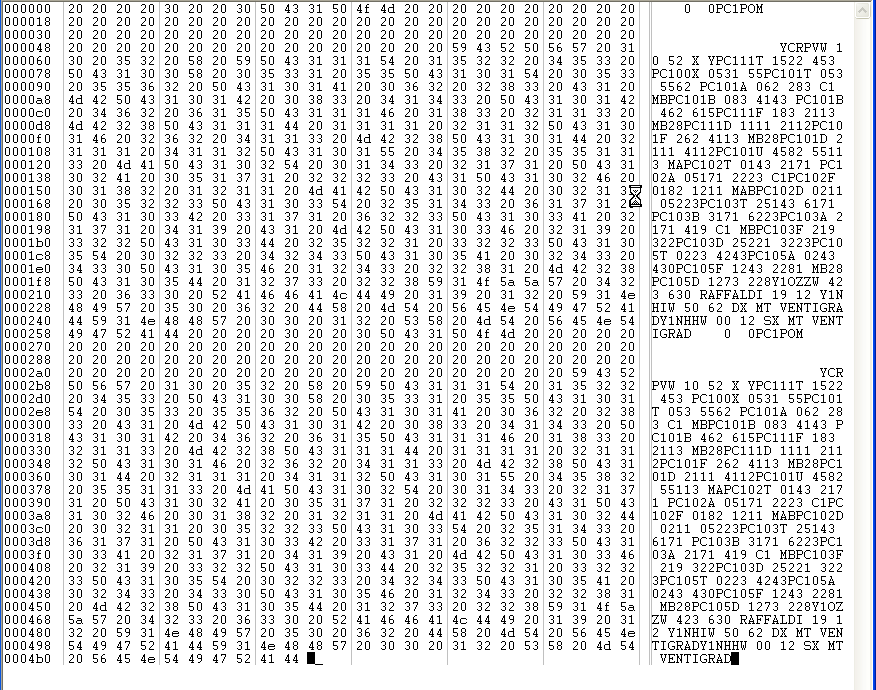 000000 20 20 20 20 30 20 20 30 50 43 31 50 4f 4d 20 20 20 20 20 20 20 20 20 20 0 0PC1POM
000018 20 20 20 20 20 20 20 20 20 20 20 20 20 20 20 20 20 20 20 20 20 20 20 20
000030 20 20 20 20 20 20 20 20 20 20 20 20 20 20 20 20 20 20 20 20 20 20 20 20
000048 20 20 20 20 20 20 20 20 20 20 20 20 20 20 20 20 59 43 52 50 56 57 20 31 YCRPVW 1
000060 30 20 35 32 20 58 20 59 50 43 31 31 31 54 20 31 35 32 32 20 34 35 33 20 0 52 X YPC111T 1522 453
000078 50 43 31 30 30 58 20 30 35 33 31 20 35 35 50 43 31 30 31 54 20 30 35 33 PC100X 0531 55PC101T 053
000090 20 35 35 36 32 20 50 43 31 30 31 41 20 30 36 32 20 32 38 33 20 43 31 20 5562 PC101A 062 283 C1
0000a8 4d 42 50 43 31 30 31 42 20 30 38 33 20 34 31 34 33 20 50 43 31 30 31 42 MBPC101B 083 4143 PC101B
0000c0 20 34 36 32 20 36 31 35 50 43 31 31 31 46 20 31 38 33 20 32 31 31 33 20 462 615PC111F 183 2113
0000d8 4d 42 32 38 50 43 31 31 31 44 20 31 31 31 31 20 32 31 31 32 50 43 31 30 MB28PC111D 1111 2112PC10
0000f0 31 46 20 32 36 32 20 34 31 31 33 20 4d 42 32 38 50 43 31 30 31 44 20 32 1F 262 4113 MB28PC101D 2
000108 31 31 31 20 34 31 31 32 50 43 31 30 31 55 20 34 35 38 32 20 35 35 31 31 111 4112PC101U 4582 5511
000120 33 20 4d 41 50 43 31 30 32 54 20 30 31 34 33 20 32 31 37 31 20 50 43 31 3 MAPC102T 0143 2171 PC1
000138 30 32 41 20 30 35 31 37 31 20 32 32 32 33 20 43 31 50 43 31 30 32 46 20 02A 05171 2223 C1PC102F
000150 30 31 38 32 20 31 32 31 31 20 4d 41 42 50 43 31 30 32 44 20 30 32 31 31 0182 1211 MABPC102D 0211
000168 20 30 35 32 32 33 50 43 31 30 33 54 20 32 35 31 34 33 20 36 31 37 31 20 05223PC103T 25143 6171
000180 50 43 31 30 33 42 20 33 31 37 31 20 36 32 32 33 50 43 31 30 33 41 20 32 PC103B 3171 6223PC103A 2
000198 31 37 31 20 34 31 39 20 43 31 20 4d 42 50 43 31 30 33 46 20 32 31 39 20 171 419 C1 MBPC103F 219
0001b0 33 32 32 50 43 31 30 33 44 20 32 35 32 32 31 20 33 32 32 33 50 43 31 30 322PC103D 25221 3223PC10
0001c8 35 54 20 30 32 32 33 20 34 32 34 33 50 43 31 30 35 41 20 30 32 34 33 20 5T 0223 4243PC105A 0243
0001e0 34 33 30 50 43 31 30 35 46 20 31 32 34 33 20 32 32 38 31 20 4d 42 32 38 430PC105F 1243 2281 MB28
0001f8 50 43 31 30 35 44 20 31 32 37 33 20 32 32 38 59 31 4f 5a 5a 57 20 34 32 PC105D 1273 228Y1OZZW 42
000210 33 20 36 33 30 20 52 41 46 46 41 4c 44 49 20 31 39 20 31 32 20 59 31 4e 3 630 RAFFALDI 19 12 Y1N
000228 48 49 57 20 35 30 20 36 32 20 44 58 20 4d 54 20 56 45 4e 54 49 47 52 41 HIW 50 62 DX MT VENTIGRA
000240 44 59 31 4e 48 48 57 20 30 30 20 31 32 20 53 58 20 4d 54 20 56 45 4e 54 DY1NHHW 00 12 SX MT VENT
000258 49 47 52 41 44 20 20 20 20 30 20 20 30 50 43 31 50 4f 4d 20 20 20 20 20 IGRAD 0 0PC1POM
000270 20 20 20 20 20 20 20 20 20 20 20 20 20 20 20 20 20 20 20 20 20 20 20 20
000288 20 20 20 20 20 20 20 20 20 20 20 20 20 20 20 20 20 20 20 20 20 20 20 20
0002a0 20 20 20 20 20 20 20 20 20 20 20 20 20 20 20 20 20 20 20 20 20 59 43 52 YCR
0002b8 50 56 57 20 31 30 20 35 32 20 58 20 59 50 43 31 31 31 54 20 31 35 32 32 PVW 10 52 X YPC111T 1522
0002d0 20 34 35 33 20 50 43 31 30 30 58 20 30 35 33 31 20 35 35 50 43 31 30 31 453 PC100X 0531 55PC101
0002e8 54 20 30 35 33 20 35 35 36 32 20 50 43 31 30 31 41 20 30 36 32 20 32 38 T 053 5562 PC101A 062 28
000300 33 20 43 31 20 4d 42 50 43 31 30 31 42 20 30 38 33 20 34 31 34 33 20 50 3 C1 MBPC101B 083 4143 P
000318 43 31 30 31 42 20 34 36 32 20 36 31 35 50 43 31 31 31 46 20 31 38 33 20 C101B 462 615PC111F 183
000330 32 31 31 33 20 4d 42 32 38 50 43 31 31 31 44 20 31 31 31 31 20 32 31 31 2113 MB28PC111D 1111 211
000348 32 50 43 31 30 31 46 20 32 36 32 20 34 31 31 33 20 4d 42 32 38 50 43 31 2PC101F 262 4113 MB28PC1
000360 30 31 44 20 32 31 31 31 20 34 31 31 32 50 43 31 30 31 55 20 34 35 38 32 01D 2111 4112PC101U 4582
000378 20 35 35 31 31 33 20 4d 41 50 43 31 30 32 54 20 30 31 34 33 20 32 31 37 55113 MAPC102T 0143 217
000390 31 20 50 43 31 30 32 41 20 30 35 31 37 31 20 32 32 32 33 20 43 31 50 43 1 PC102A 05171 2223 C1PC
0003a8 31 30 32 46 20 30 31 38 32 20 31 32 31 31 20 4d 41 42 50 43 31 30 32 44 102F 0182 1211 MABPC102D
0003c0 20 30 32 31 31 20 30 35 32 32 33 50 43 31 30 33 54 20 32 35 31 34 33 20 0211 05223PC103T 25143
0003d8 36 31 37 31 20 50 43 31 30 33 42 20 33 31 37 31 20 36 32 32 33 50 43 31 6171 PC103B 3171 6223PC1
0003f0 30 33 41 20 32 31 37 31 20 34 31 39 20 43 31 20 4d 42 50 43 31 30 33 46 03A 2171 419 C1 MBPC103F
000408 20 32 31 39 20 33 32 32 50 43 31 30 33 44 20 32 35 32 32 31 20 33 32 32 219 322PC103D 25221 322
000420 33 50 43 31 30 35 54 20 30 32 32 33 20 34 32 34 33 50 43 31 30 35 41 20 3PC105T 0223 4243PC105A
000438 30 32 34 33 20 34 33 30 50 43 31 30 35 46 20 31 32 34 33 20 32 32 38 31 0243 430PC105F 1243 2281
000450 20 4d 42 32 38 50 43 31 30 35 44 20 31 32 37 33 20 32 32 38 59 31 4f 5a MB28PC105D 1273 228Y1OZ
000468 5a 57 20 34 32 33 20 36 33 30 20 52 41 46 46 41 4c 44 49 20 31 39 20 31 ZW 423 630 RAFFALDI 19 1
000480 32 20 59 31 4e 48 49 57 20 35 30 20 36 32 20 44 58 20 4d 54 20 56 45 4e 2 Y1NHIW 50 62 DX MT VEN
000498 54 49 47 52 41 44 59 31 4e 48 48 57 20 30 30 20 31 32 20 53 58 20 4d 54 TIGRADY1NHHW 00 12 SX MT
0004b0 20 56 45 4e 54 49 47 52 41 44 VENTIGRAD